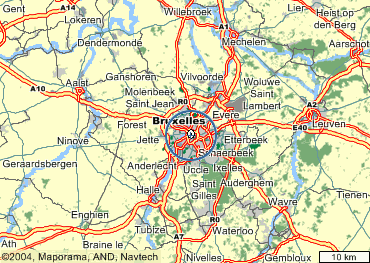 Gent
A14
Willebroek
Lier
Heist-op
den-Berg
Lokeren
A1
Dendermonde
Mechelen
Aarschot
Ganshoren
Vilvoorde
A10
Aalst
Molenbeek
Saint Jean
R0
Woluwe
Saint
Lambert
Bruxelles
Evere
A2
Forest
Leuven
E40
Ninove
Jette
Etterbeek
Schaerbeek
Geraardsbergen
Anderlecht
Uccle
Ixelles
Halle
Saint
Gilles
Auderghem
Tienen
Enghien
Wavre
R0
Tubize
Waterloo
Ath
A7
©2004, Maporama, AND, Navtech
Braine le
Nivelles
Gembloux
10 km